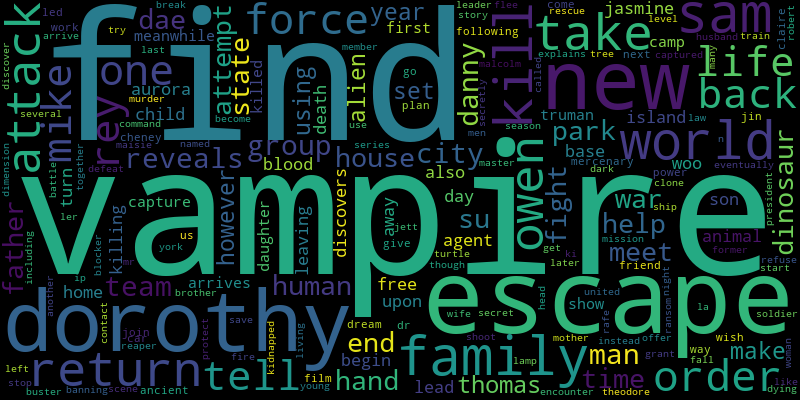 find
vampire
escape
dorothy
new
family
return
world
sam
kill
take
back
life
force
attack
mike
rey
one
dae
year
first
state
alien
danny
set
using
death
killed
attempt
meanwhile
arrive
work
led
break
try
last
discover
several
dimension
aurora
child
murder
command
become
cheney
maisie
named
defeat
together
battle
turn
reveals
group
house
city
blood
also
day
agent
su
owen
fight
war
help
meet
park
base
truman
island
camp
jasmine
leader
story
following
member
go
plan
use
men
series
secretly
season
master
called
malcolm
flee
level
explains
tree
next
captured
husband
train
come
rescue
claire
robert
many
jin
law
woo
mercenary
dark
power
clone
ship
eventually
animal
former
son
president
dinosaur
refuse
start
father
including
ler
capture
killing
blocker
however
daughter
leaving
discovers
away
jett
give
turtle
though
free
upon
human
arrives
team
home
brother
york
us
mr
ip
another
contact
join
car
reaper
protect
save
fire
kidnapped
living
young
film
scene
ancient
banning
buster
stop
left
tell
hand
end
begin
dream
dr
lead
thomas
man
wife
secret
head
shoot
lamp
encounter
mother
film
friend
mission
get
later
ki
show
united
rafe
instead
time
theodore
offer
grant
ransom
night
wish
way
fall
la
make
order
soldier
woman
like
dying